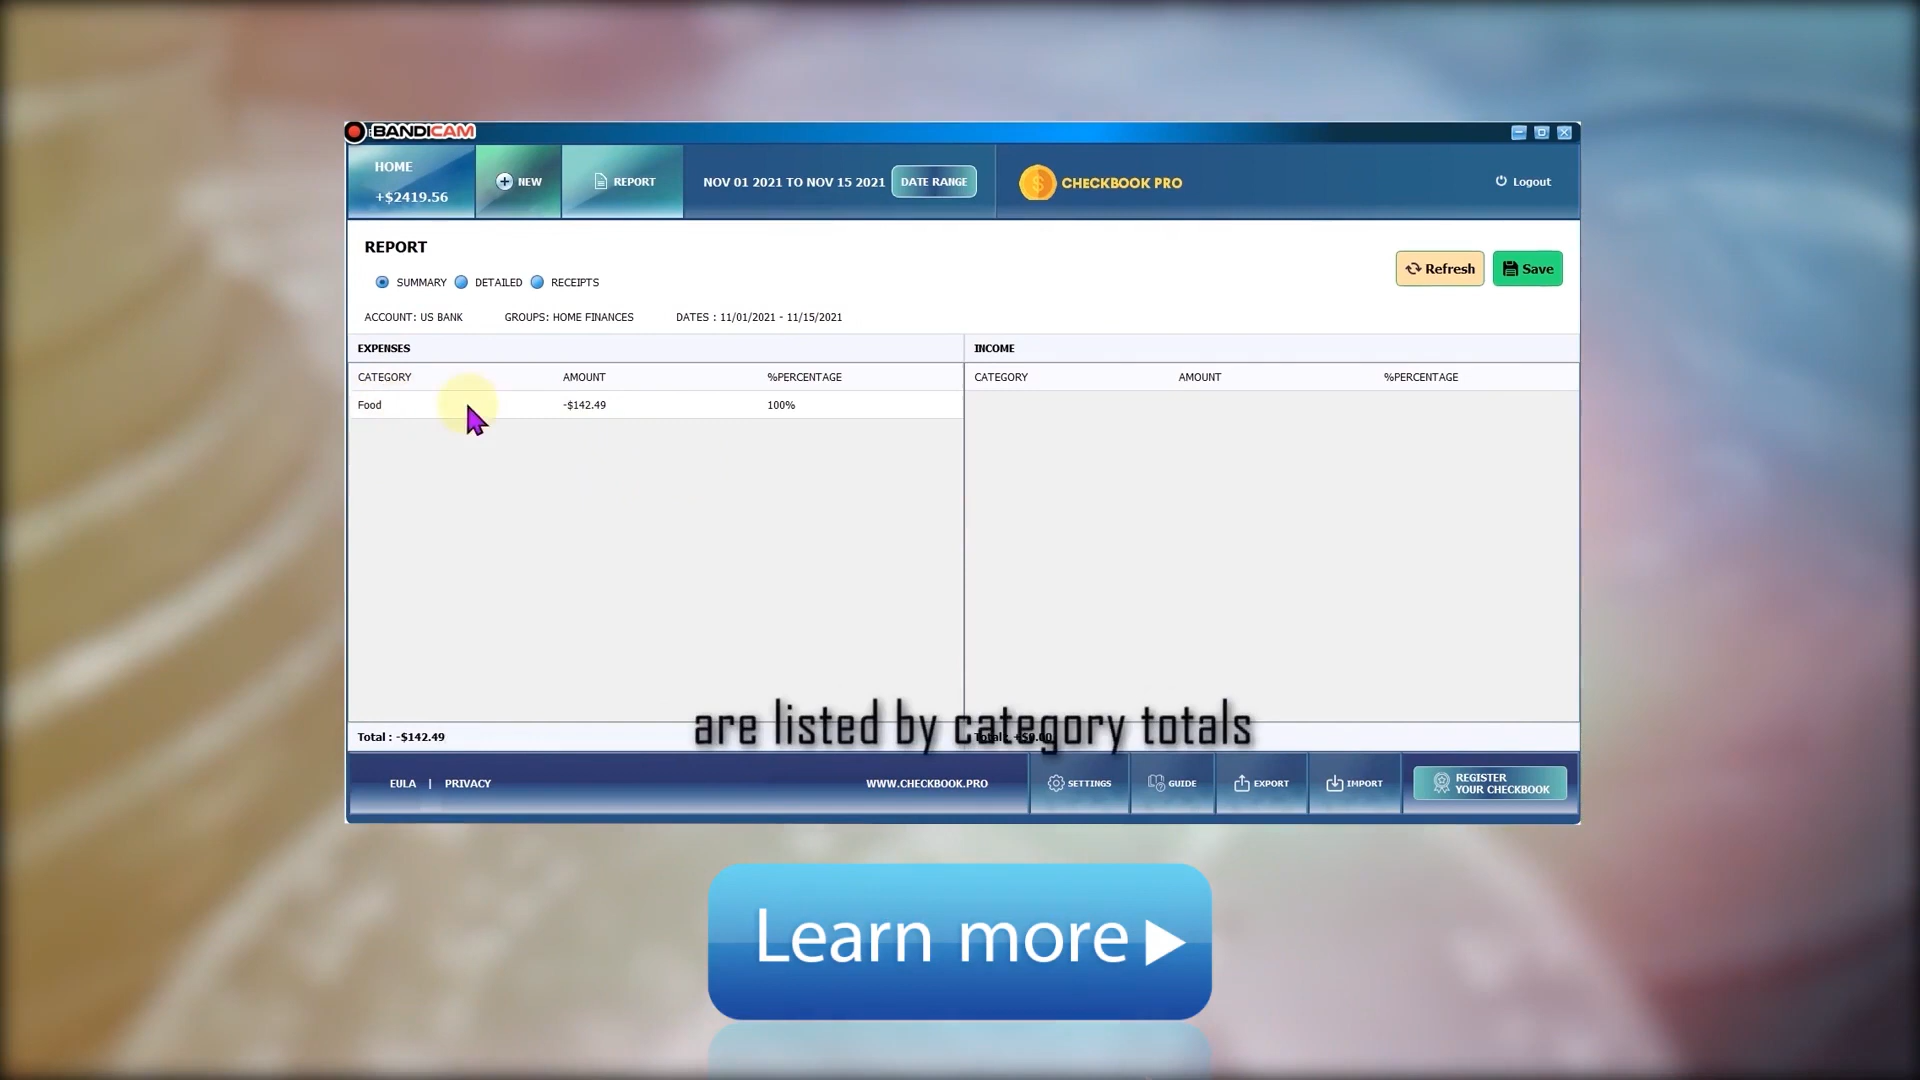 BANDICAM
HOME
+$2419.56
NEW
REPORT
NOV 01 2021 TO NOV 15 2021
DATE RANGE
CHECKBOOK PRO
Logout
REPORT
Refresh
Save
SUMMARY DETAILED RECEIPTS
ACCOUNT: US BANK GROUPS: HOME FINANCES DATES : 11/01/2021 - 11/15/2021
EXPENSES
CATEGORY AMOUNT %PERCENTAGE
Food -$142.49 100%
Total : -$142.49
INCOME
CATEGORY AMOUNT %PERCENTAGE
Total : +$0.00
are listed by category totals
EULA | PRIVACY
WWW.CHECKBOOK.PRO
SETTINGS
GUIDE
EXPORT
IMPORT
REGISTER
YOUR CHECKBOOK
Learn more